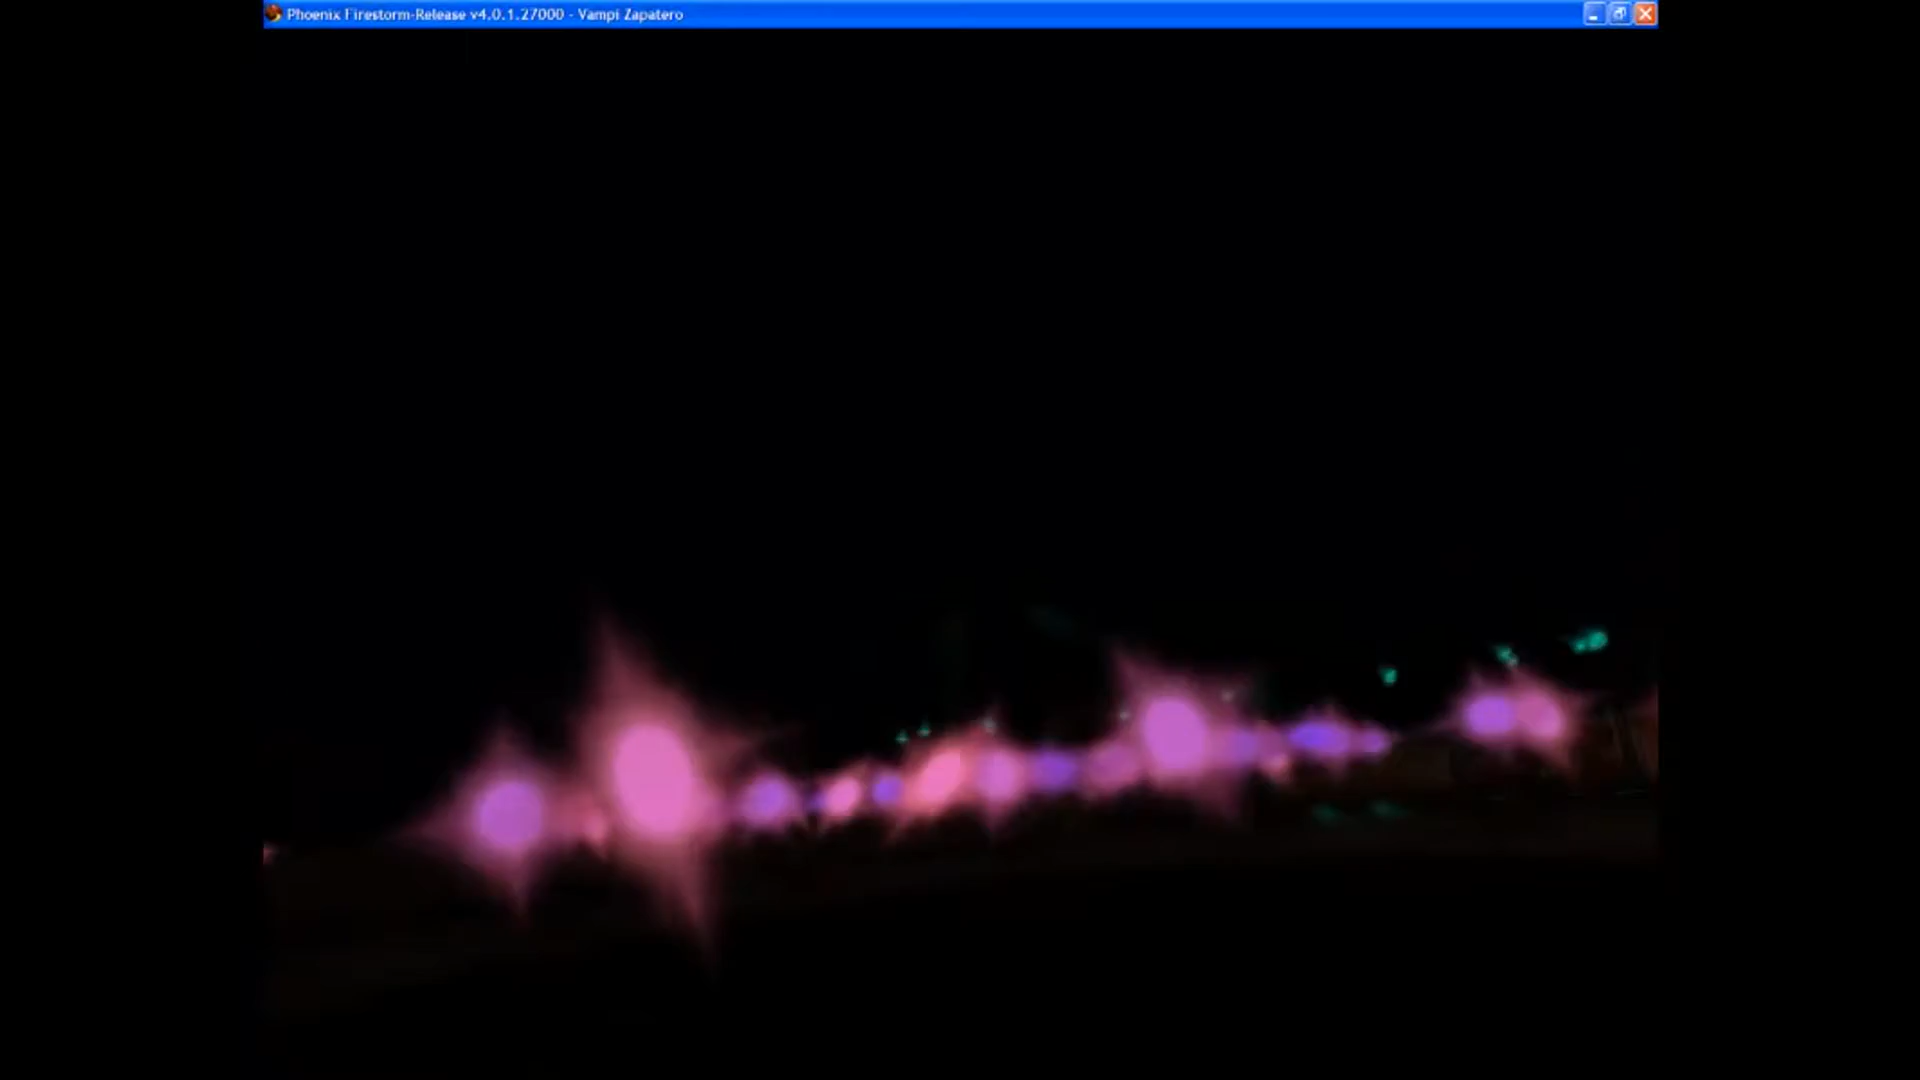 Phoenix Firestorm-Release v4.0.1.27000 - Vampi Zapatero